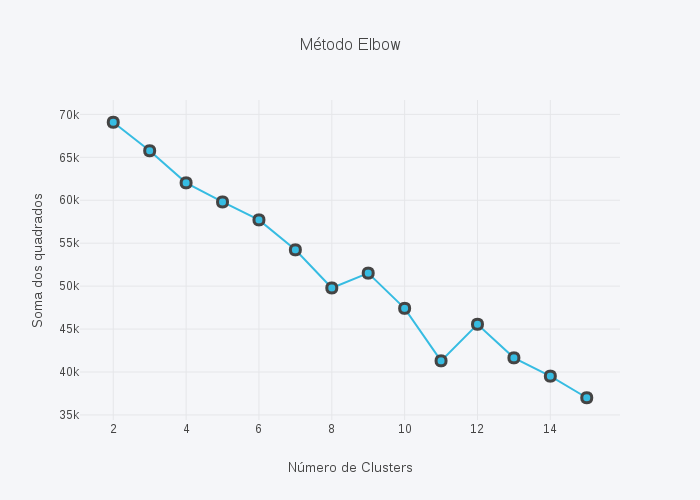 Método Elbow
Soma dos quadrados
70k
65k
60k
55k
50k
45k
40k
35k
2 4 6 8 10 12 14
Número de Clusters